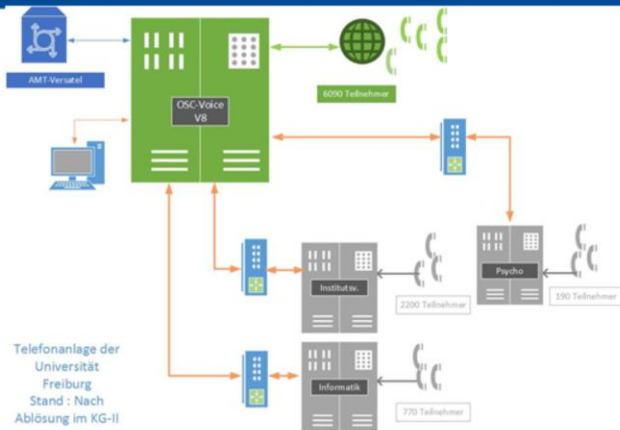 AMT-Versatel
OSC-Voice
V8
6090 Teilnehmer
Psycho
190 Teilnehmer
Institutsv.
2200 Teilnehmer
Informatik
770 Teilnehmer
Telefonanlage der
Universität
Freiburg
Stand : Nach
Ablösung im KG-II